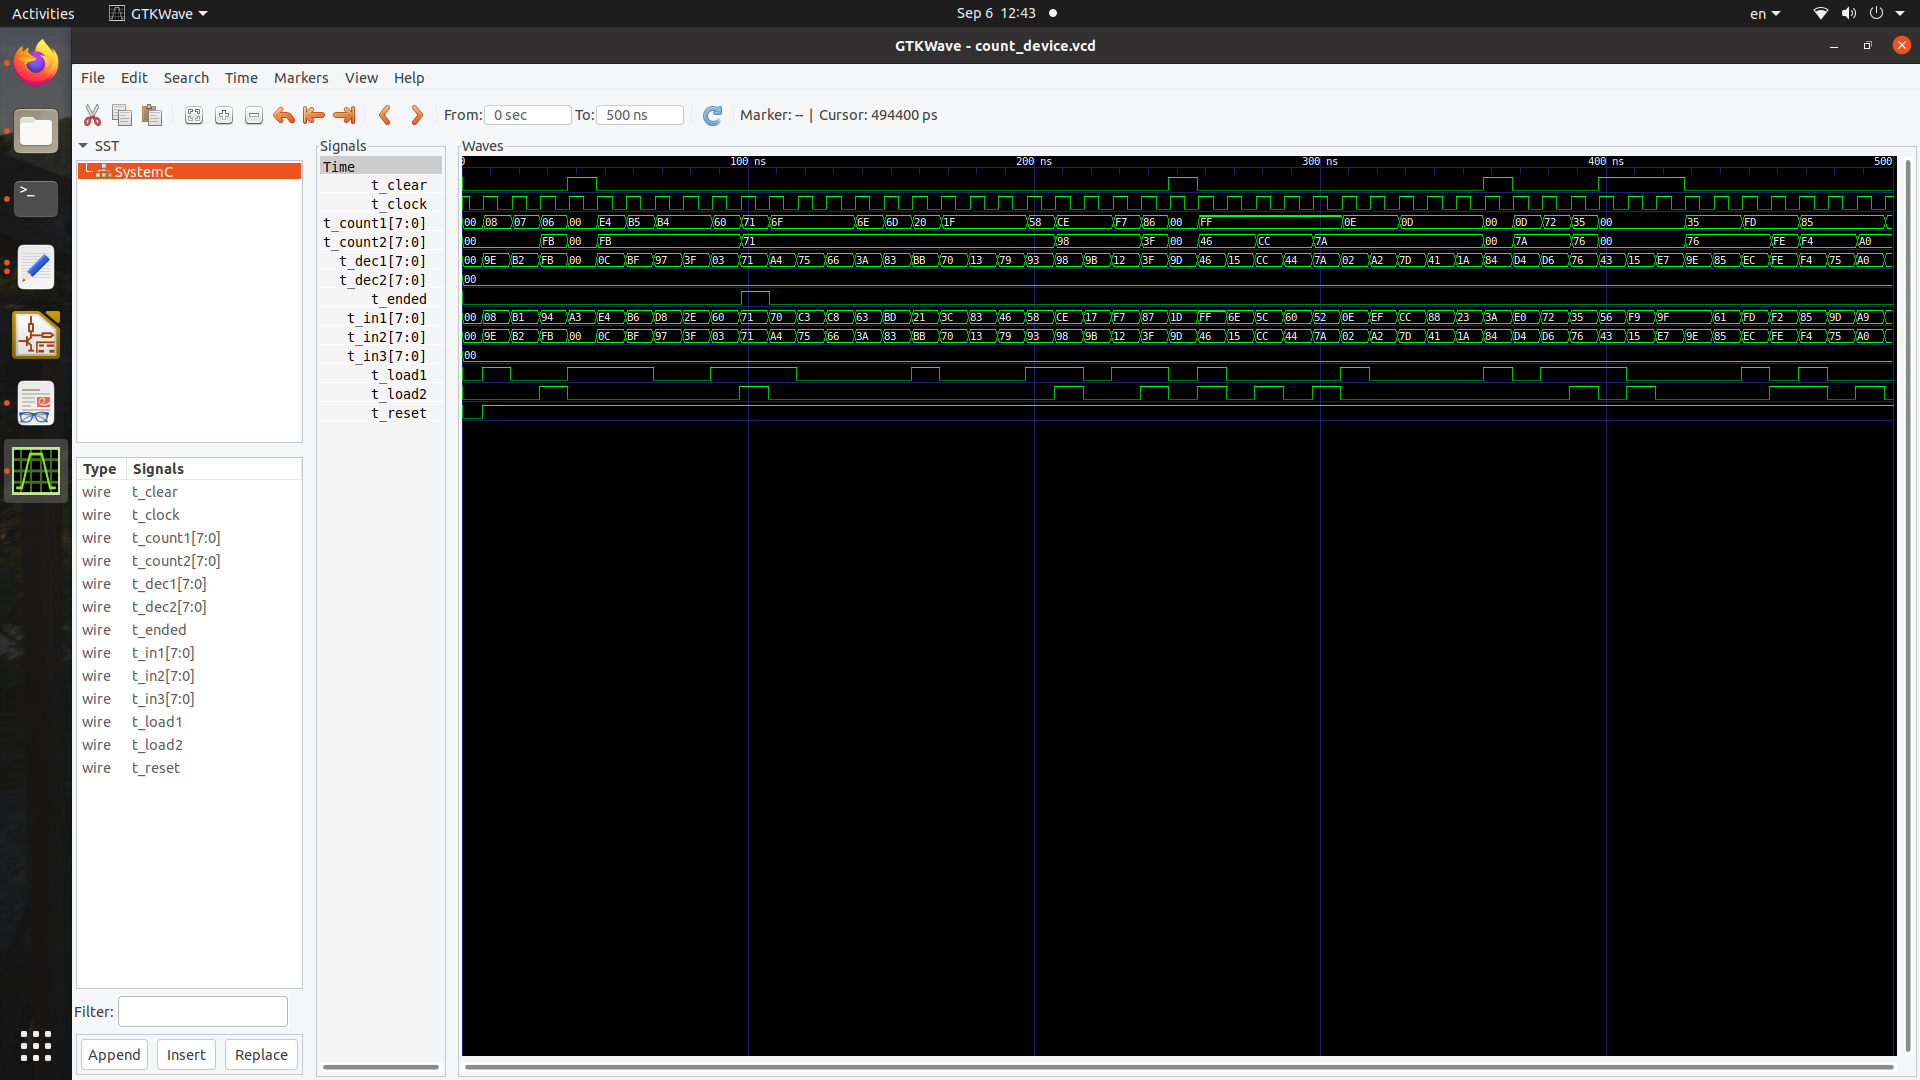 Activities GTKWave Sep 6 12:43 en
GTKWave - count_device.vcd
File Edit Search Time Markers View Help
From: 0 sec To: 500 ns Marker: -- | Cursor: 494400 ps
SST
SystemC
Type Signals
wire t_clear
wire t_clock
wire t_count1[7:0]
wire t_count2[7:0]
wire t_dec1[7:0]
wire t_dec2[7:0]
wire t_ended
wire t_in1[7:0]
wire t_in2[7:0]
wire t_in3[7:0]
wire t_load1
wire t_load2
wire t_reset
Filter:
Append Insert Replace
Signals
Time
t_clear
t_clock
t_count1[7:0]
t_count2[7:0]
t_dec1[7:0]
t_dec2[7:0]
t_ended
t_in1[7:0]
t_in2[7:0]
t_in3[7:0]
t_load1
t_load2
t_reset
Waves
0 100 ns 200 ns 300 ns 400 ns 500
00 08 07 06 00 E4 B5 B4 60 71 6F 6E 6D 20 1F 58 CE F7 86 00 FF 0E 0D 00 0D 72 35 00 35 FD 85
00 FB 00 FB 71 98 3F 00 46 CC 7A 00 7A 76 00 76 FE F4 A0
00 9E B2 FB 00 0C BF 97 3F 03 71 A4 75 66 3A 83 BB 70 13 79 93 98 9B 12 3F 9D 46 15 CC 44 7A 02 A2 7D 41 1A 84 D4 D6 76 43 15 E7 9E 85 EC FE F4 75 A0
00
00 08 B1 94 A3 E4 B6 D8 2E 60 71 70 C3 C8 63 BD 21 3C 83 46 58 CE 17 F7 87 1D FF 6E 5C 60 52 0E EF CC 88 23 3A E0 72 35 56 F9 9F 61 FD F2 85 9D A9
00 9E B2 FB 00 0C BF 97 3F 03 71 A4 75 66 3A 83 BB 70 13 79 93 98 9B 12 3F 9D 46 15 CC 44 7A 02 A2 7D 41 1A 84 D4 D6 76 43 15 E7 9E 85 EC FE F4 75 A0
00